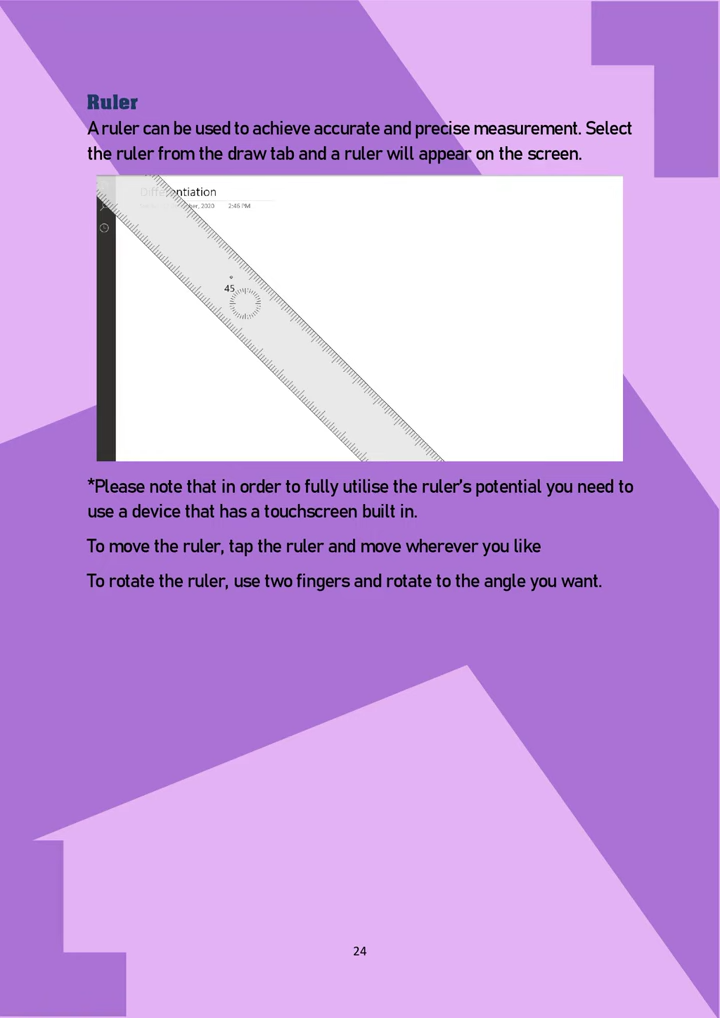 Ruler
A ruler can be used to achieve accurate and precise measurement. Select
the ruler from the draw tab and a ruler will appear on the screen.
Differentiation
2020 2:45 PM
45°
*Please note that in order to fully utilise the ruler's potential you need to
use a device that has a touchscreen built in.
To move the ruler, tap the ruler and move wherever you like
To rotate the ruler, use two fingers and rotate to the angle you want.
24